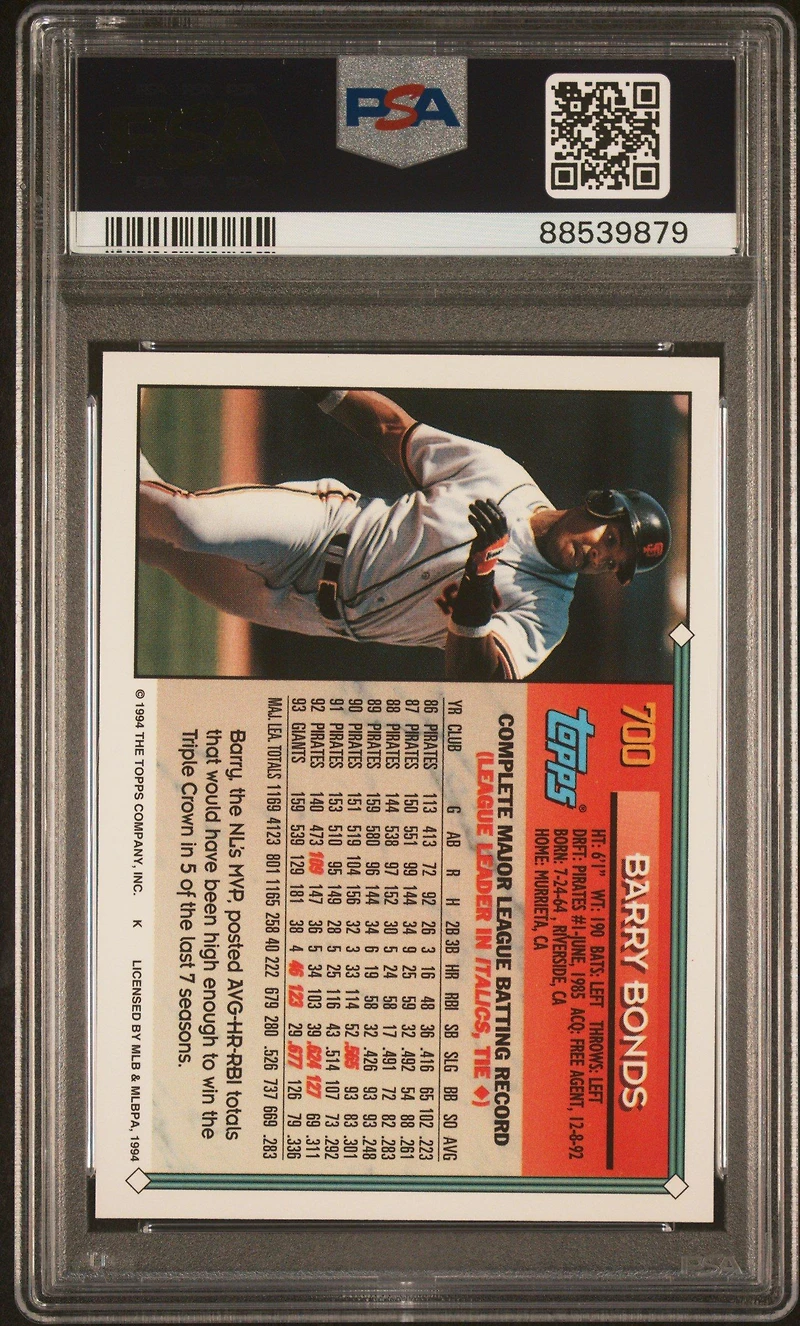 PSA
88539879
700
BARRY BONDS
topps®
HT: 6'1" WT: 190 BATS: LEFT THROWS: LEFT
DRFT: PIRATES #1-JUNE, 1985 ACQ: FREE AGENT, 12-8-92
BORN: 7-24-64, RIVERSIDE, CA
HOME: MURRIETA, CA
COMPLETE MAJOR LEAGUE BATTING RECORD
(LEAGUE LEADER IN ITALICS, TIE ♦)
YR CLUB G AB R H 2B 3B HR RBI SB SLG BB SO AVG
86 PIRATES 113 413 72 92 26 3 16 48 36 .416 65 102 .223
87 PIRATES 150 551 99 144 34 9 25 59 32 .492 54 88 .261
88 PIRATES 144 538 97 152 30 5 24 58 17 .491 72 82 .283
89 PIRATES 159 580 96 144 34 6 19 58 32 .426 93 93 .248
90 PIRATES 151 519 104 156 32 3 33 114 52 .565 93 83 .301
91 PIRATES 153 510 95 149 28 5 25 116 43 .514 107 73 .292
92 PIRATES 140 473 109 147 36 5 34 103 39 .624 127 69 .311
93 GIANTS 159 539 129 181 38 4 46 123 29 .677 126 79 .336
MAJ. LEA. TOTALS 1169 4123 801 1165 258 40 222 679 280 .526 737 669 .283
Barry, the NL's MVP, posted AVG-HR-RBI totals
that would have been high enough to win the
Triple Crown in 5 of the last 7 seasons.
© 1994 THE TOPPS COMPANY, INC. K LICENSED BY MLB & MLBPA, 1994
PSA